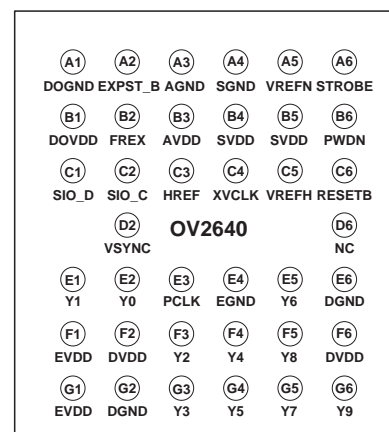 A1 A2 A3 A4 A5 A6
DOGND EXPST_B AGND SGND VREFN STROBE
B1 B2 B3 B4 B5 B6
DOVDD FREX AVDD SVDD SVDD PWDN
C1 C2 C3 C4 C5 C6
SIO_D SIO_C HREF XVCLK VREFH RESETB
D2 OV2640 D6
VSYNC NC
E1 E2 E3 E4 E5 E6
Y1 Y0 PCLK EGND Y6 DGND
F1 F2 F3 F4 F5 F6
EVDD DVDD Y2 Y4 Y8 DVDD
G1 G2 G3 G4 G5 G6
EVDD DGND Y3 Y5 Y7 Y9